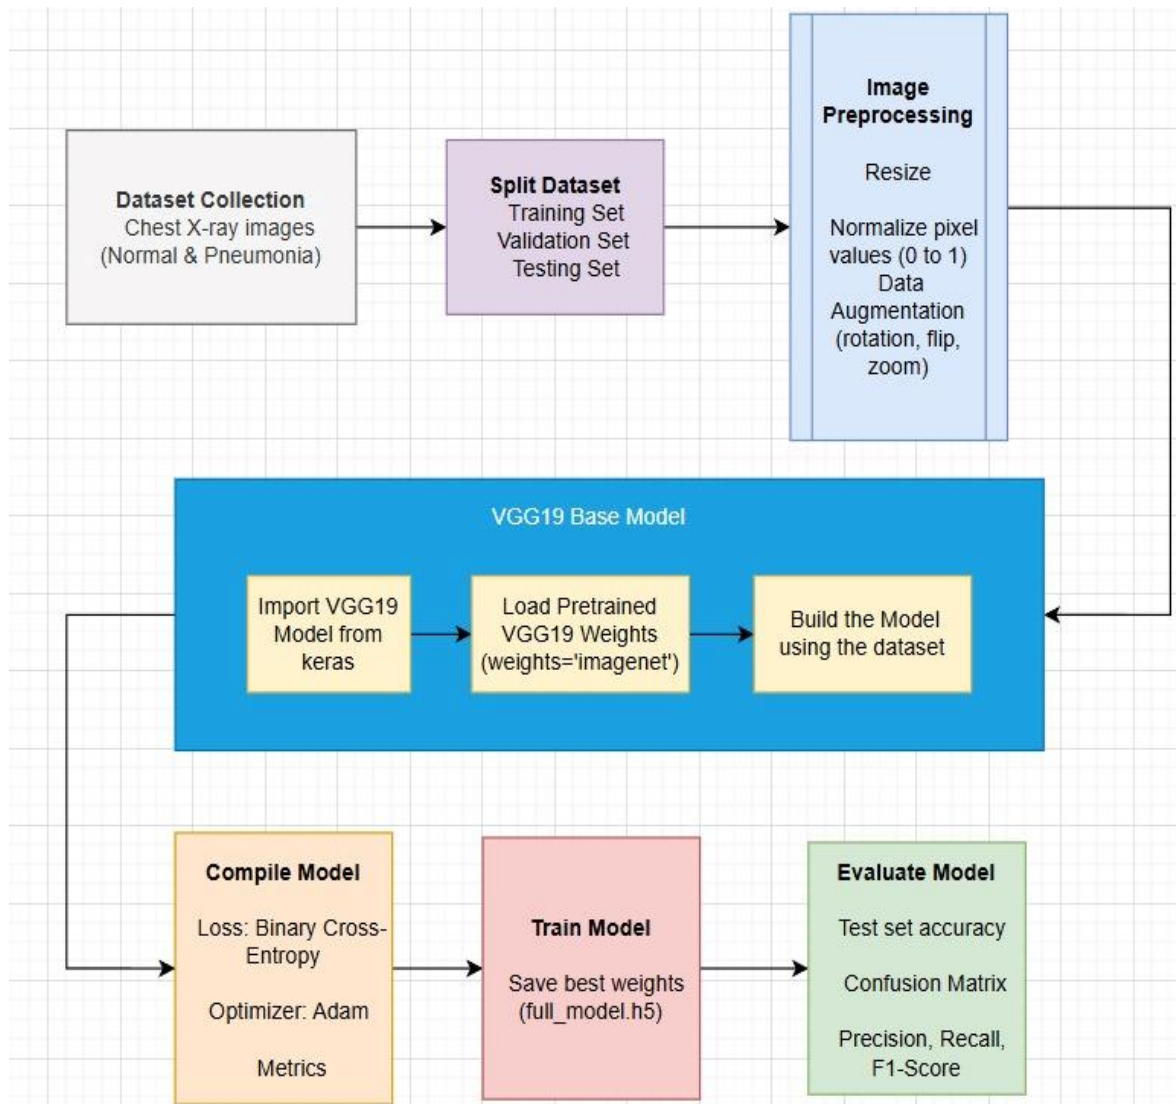 Dataset Collection
Chest X-ray images
(Normal & Pneumonia)
Split Dataset
Training Set
Validation Set
Testing Set
Image
Preprocessing
Resize
Normalize pixel
values (0 to 1)
Data
Augmentation
(rotation, flip,
zoom)
VGG19 Base Model
Import VGG19
Model from
keras
Load Pretrained
VGG19 Weights
(weights='imagenet')
Build the Model
using the dataset
Compile Model
Loss: Binary Cross-
Entropy
Optimizer: Adam
Metrics
Train Model
Save best weights
(full_model.h5)
Evaluate Model
Test set accuracy
Confusion Matrix
Precision, Recall,
F1-Score